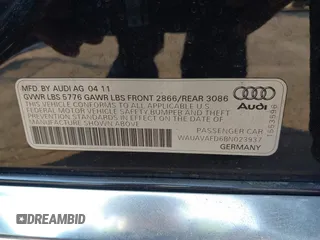 MFD. BY AUDI AG 04 11
GVWR LBS 5776 GAWR LBS FRONT 2866/REAR 3086
THIS VEHICLE CONFORMS TO ALL APPLICABLE
FEDERAL MOTOR VEHICLE SAFETY, BUMPER AND THEFT
PREVENTION STANDARDS IN EFFECT ON THE
DATE OF MANUFACTURE SHOWN ABOVE
Audi
PASSENGER CAR
WAUAVAFD6BN023937
GERMANY
DREAMBID